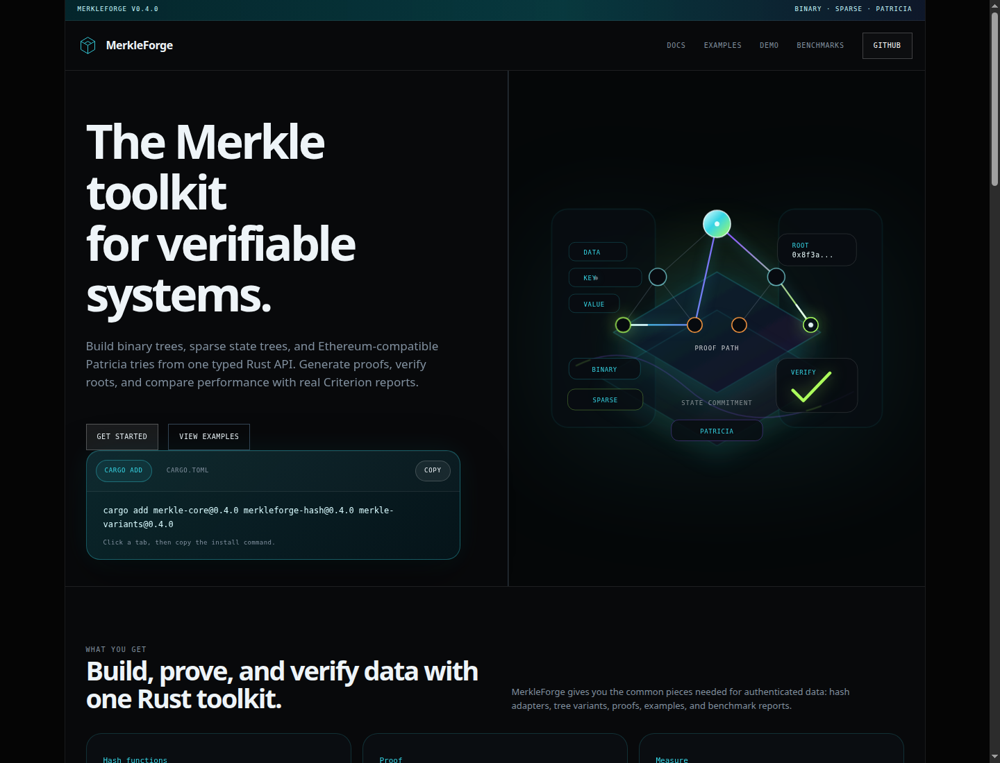 MERKLEFORGE V0.4.0
BINARY · SPARSE · PATRICIA
MerkleForge
DOCS
EXAMPLES
DEMO
BENCHMARKS
GITHUB
The Merkle
toolkit
for verifiable
systems.
Build binary trees, sparse state trees, and Ethereum-compatible
Patricia tries from one typed Rust API. Generate proofs, verify
roots, and compare performance with real Criterion reports.
GET STARTED
VIEW EXAMPLES
CARGO ADD
CARGO.TOML
COPY
cargo add merkle-core@0.4.0 merkleforge-hash@0.4.0 merkle-
variants@0.4.0
Click a tab, then copy the install command.
DATA
KEY
VALUE
ROOT
0x8f3a...
PROOF PATH
BINARY
SPARSE
VERIFY
STATE COMMITMENT
PATRICIA
WHAT YOU GET
Build, prove, and verify data with
one Rust toolkit.
MerkleForge gives you the common pieces needed for authenticated data: hash
adapters, tree variants, proofs, examples, and benchmark reports.
Hash functions
Proof
Measure